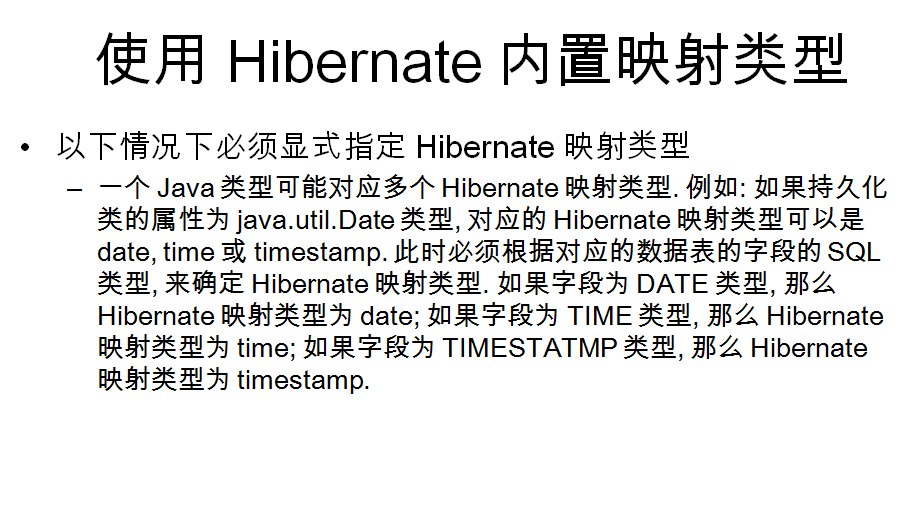 使用 Hibernate 内置映射类型
• 以下情况下必须显式指定 Hibernate 映射类型
– 一个 Java 类型可能对应多个 Hibernate 映射类型. 例如: 如果持久化
类的属性为 java.util.Date 类型, 对应的 Hibernate 映射类型可以是
date, time 或 timestamp. 此时必须根据对应的数据表的字段的 SQL
类型, 来确定 Hibernate 映射类型. 如果字段为 DATE 类型, 那么
Hibernate 映射类型为 date; 如果字段为 TIME 类型, 那么 Hibernate
映射类型为 time; 如果字段为 TIMESTATMP 类型, 那么 Hibernate
映射类型为 timestamp.